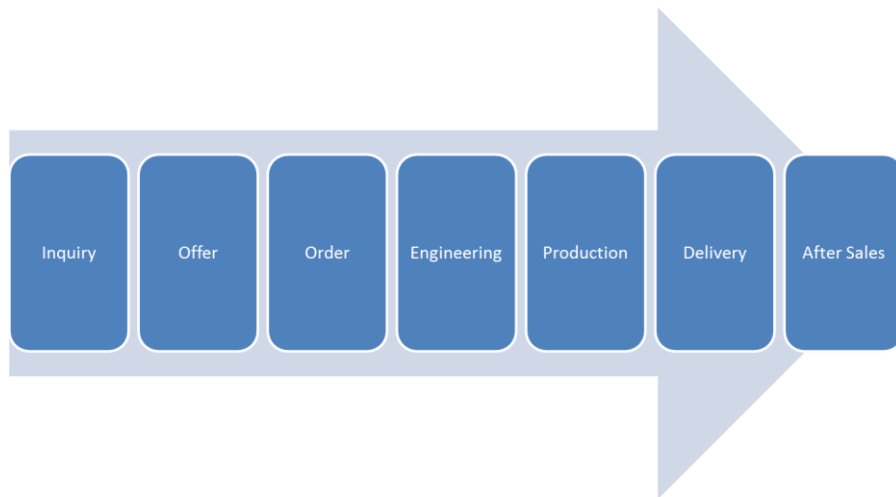 Inquiry
Offer
Order
Engineering
Production
Delivery
After Sales